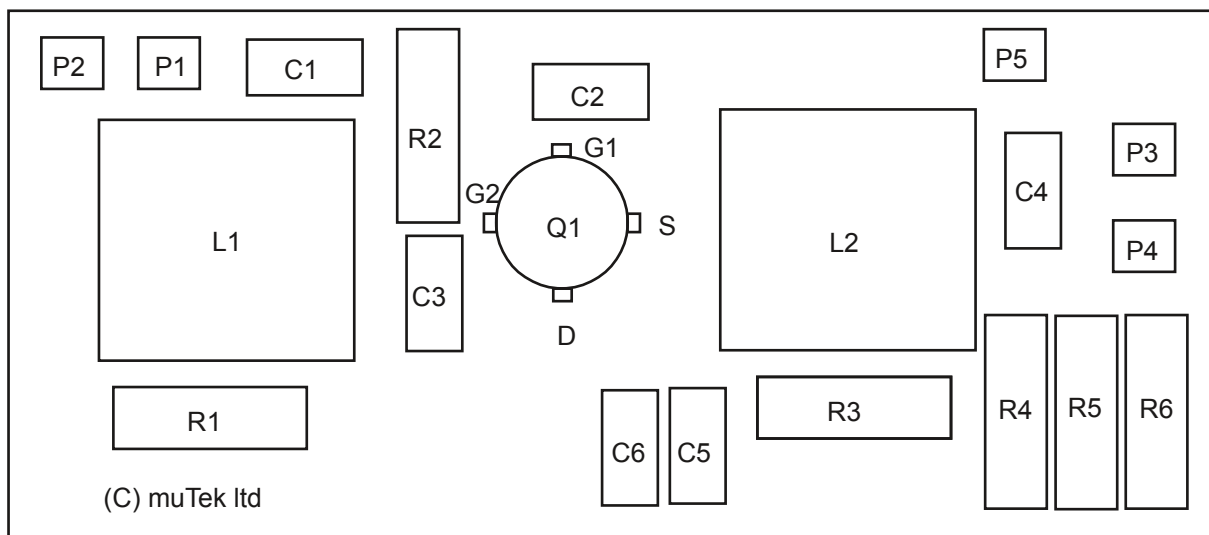 P2 P1 C1 P5
C2
R2 P3
G1
C4
G2
L1 Q1 S L2
P4
C3
D
R1 R3 R4 R5 R6
C6 C5
(C) muTek ltd